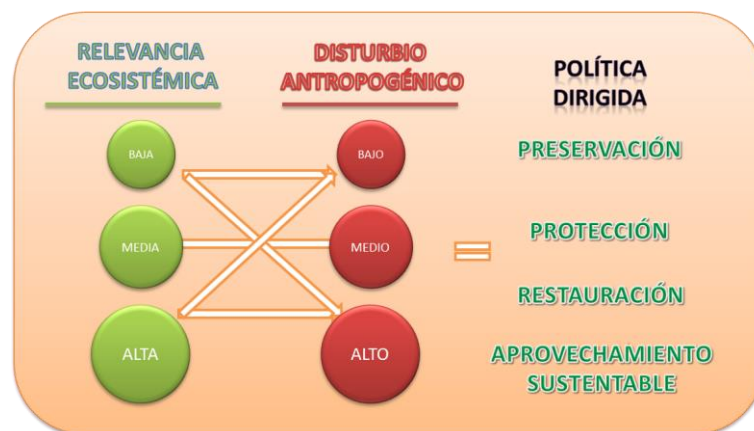 RELEVANCIA
ECOSISTÉMICA
DISTURBIO
ANTROPOGÉNICO
POLÍTICA
DIRIGIDA
BAJA
BAJO
PRESERVACIÓN
MEDIA
MEDIO
PROTECCIÓN
RESTAURACIÓN
ALTA
ALTO
APROVECHAMIENTO
SUSTENTABLE